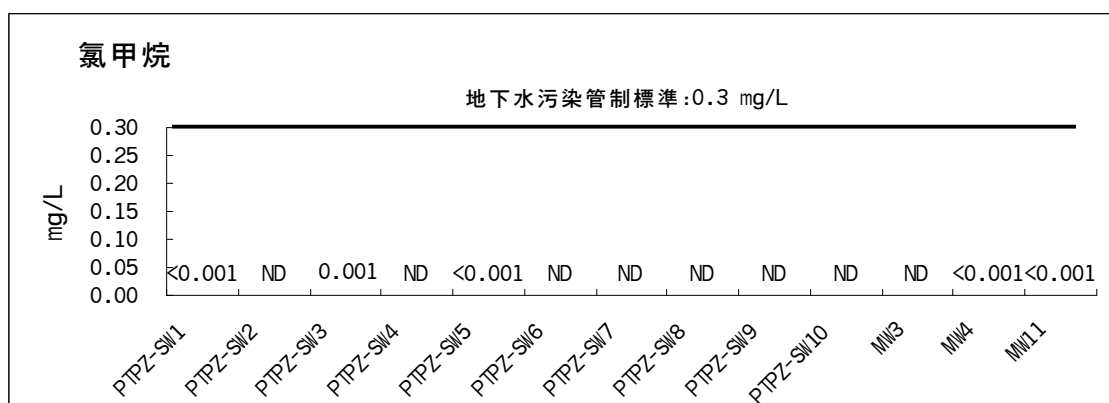 氯甲烷
地下水污染管制標準:0.3 mg/L
mg/L
0.30
0.25
0.20
0.15
0.10
0.05
0.00
<0.001 ND 0.001 ND <0.001 ND ND ND ND ND ND <0.001 <0.001
PTPZ-SW1 PTPZ-SW2 PTPZ-SW3 PTPZ-SW4 PTPZ-SW5 PTPZ-SW6 PTPZ-SW7 PTPZ-SW8 PTPZ-SW9 PTPZ-SW10 MW3 MW4 MW11